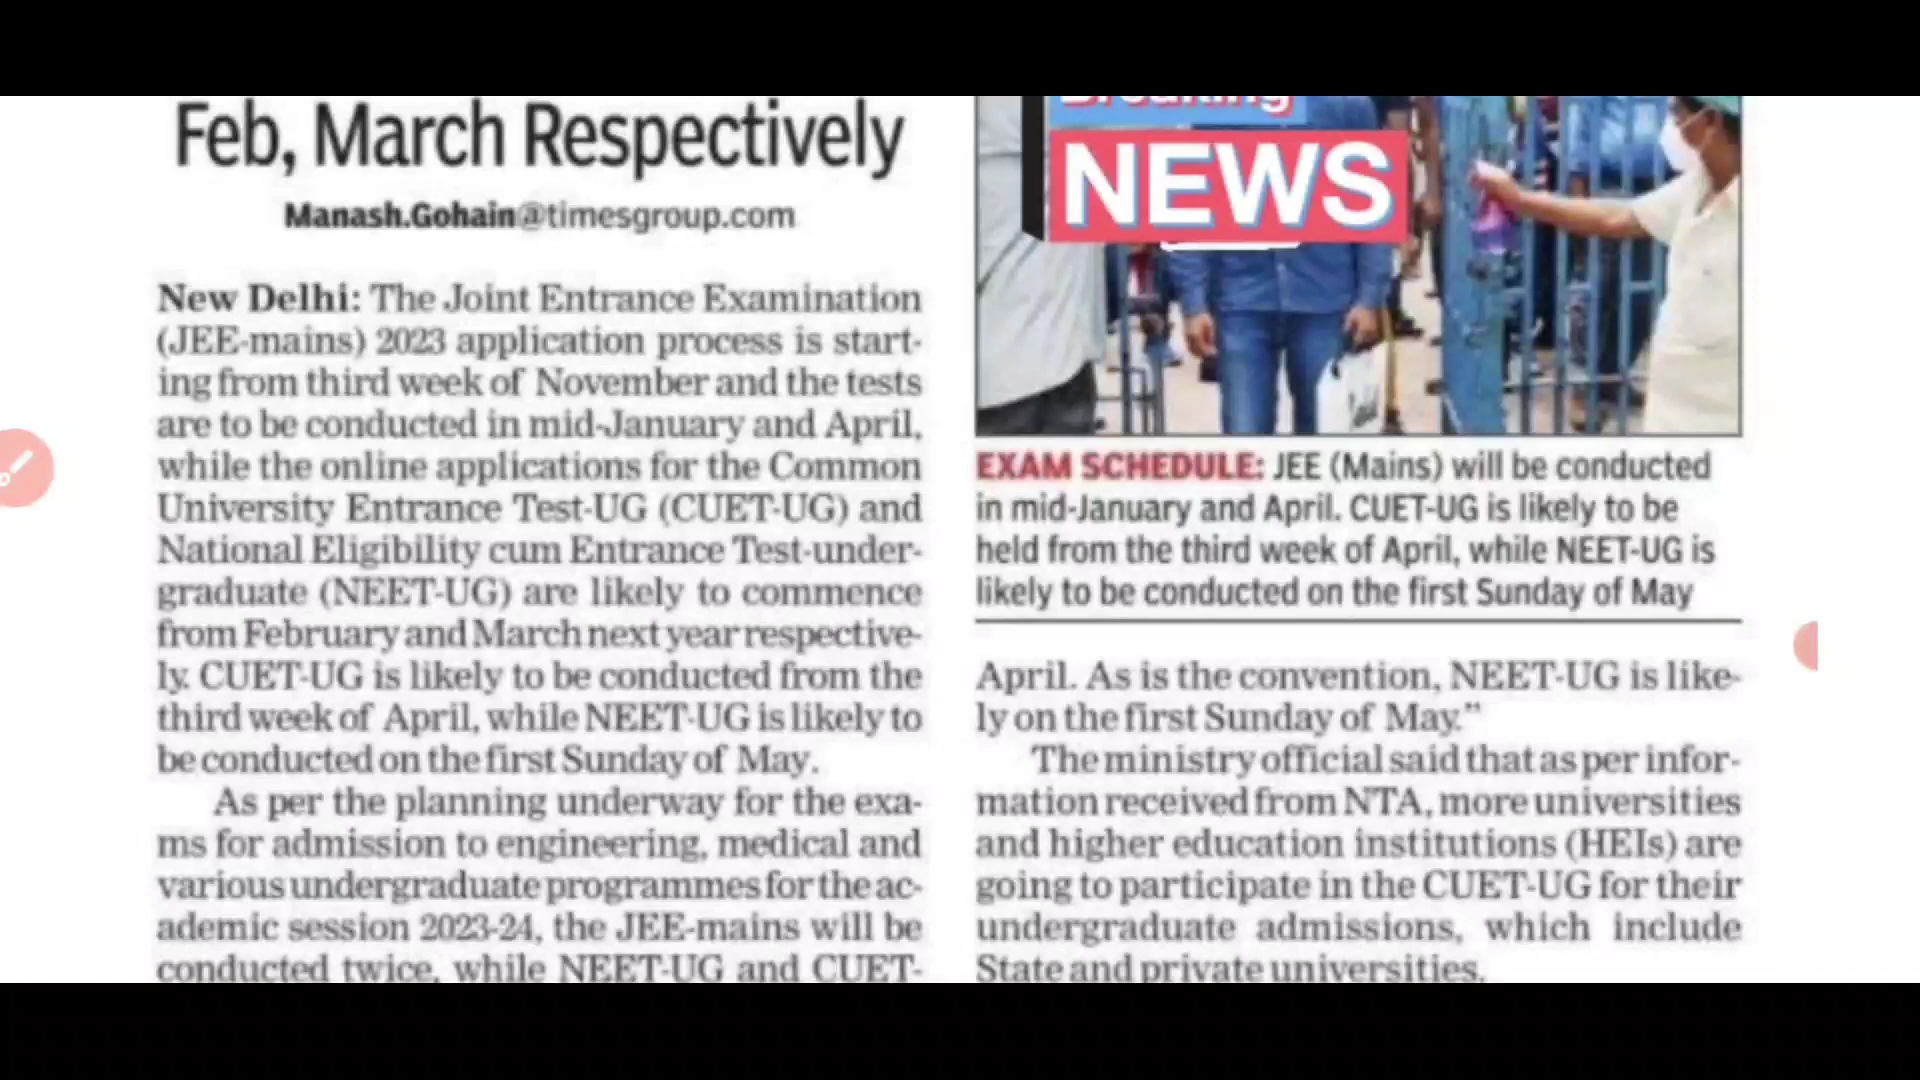 Feb, March Respectively
Manash.Gohain@timesgroup.com
New Delhi: The Joint Entrance Examination
(JEE-mains) 2023 application process is start-
ing from third week of November and the tests
are to be conducted in mid-January and April,
while the online applications for the Common
University Entrance Test-UG (CUET-UG) and
National Eligibility cum Entrance Test-under-
graduate (NEET-UG) are likely to commence
from February and March next year respective-
ly. CUET-UG is likely to be conducted from the
third week of April, while NEET-UG is likely to
be conducted on the first Sunday of May.
As per the planning underway for the exa-
ms for admission to engineering, medical and
various undergraduate programmes for the ac-
ademic session 2023-24, the JEE-mains will be
conducted twice, while NEET-UG and CUET-
Breaking
NEWS
EXAM SCHEDULE: JEE (Mains) will be conducted
in mid-January and April. CUET-UG is likely to be
held from the third week of April, while NEET-UG is
likely to be conducted on the first Sunday of May
April. As is the convention, NEET-UG is like-
ly on the first Sunday of May."
The ministry official said that as per infor-
mation received from NTA, more universities
and higher education institutions (HEIs) are
going to participate in the CUET-UG for their
undergraduate admissions, which include
State and private universities.